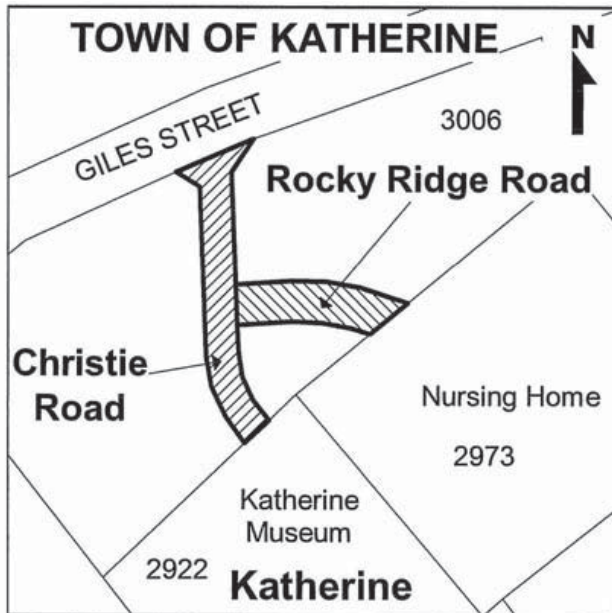 TOWN OF KATHERINE
N
GILES STREET
3006
Rocky Ridge Road
Christie
Road
Nursing Home
2973
Katherine
Museum
2922
Katherine